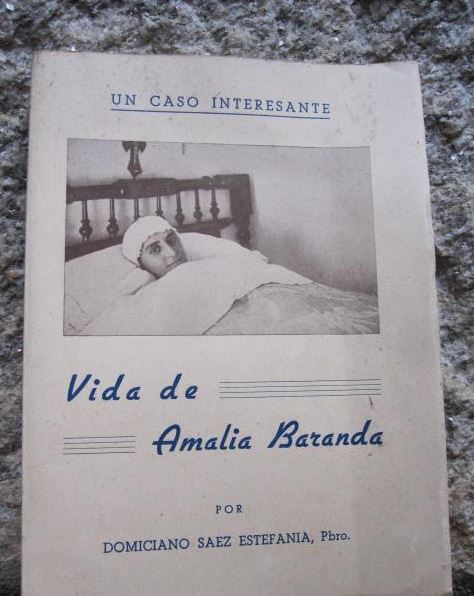 UN CASO INTERESANTE
Vida de
Amalia Baranda
POR
DOMICIANO SAEZ ESTEFANIA, Pbro.